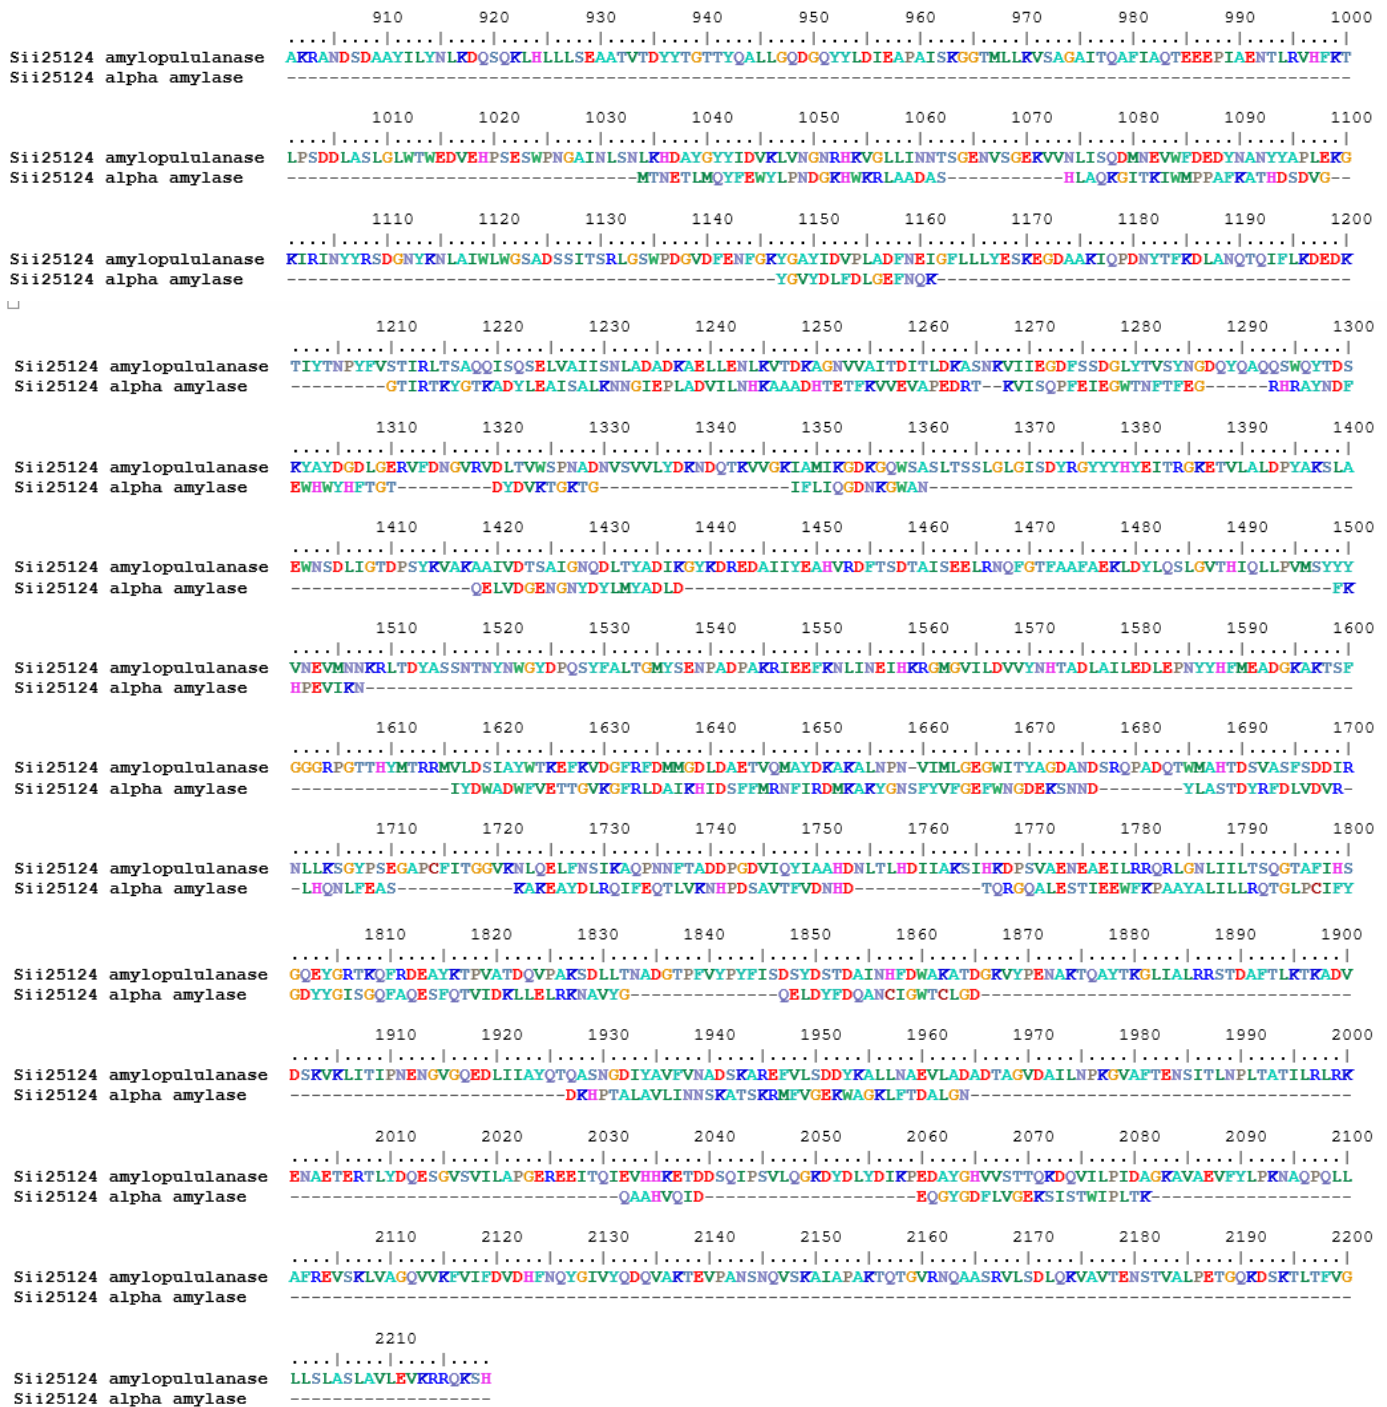 910 920 930 940 950 960 970 980 990 1000
....|....|....|....|....|....|....|....|....|....|....|....|....|....|....|....|....|....|....|....|
Sii25124 amylopululanase AKRANDSDAAYILYNLKDQSQKLHLLLSEAATVTDYYTGTTYQALLGQDGQYYLDIEAPAISKGGTMLLKVSAGAITQAFIAQTEEEPIAENTLRVHFKT
Sii25124 alpha amylase ----------------------------------------------------------------------------------------------------
1010 1020 1030 1040 1050 1060 1070 1080 1090 1100
....|....|....|....|....|....|....|....|....|....|....|....|....|....|....|....|....|....|....|....|
Sii25124 amylopululanase LPSDDLASLGLWTWEDVEHPSESWPNGAINLSNLKHDAYGYYIDVKLVNGNRHKVGLLINNTSGENVSGEKVVNLISQDMNEVWFDEDYNANYYAPLEKG
Sii25124 alpha amylase ---------------------------------MTNETLMQYFEWYLPNDGKHWKRLAADAS-----------HLAQKGITKIWMPPAFKATHDSDVG--
1110 1120 1130 1140 1150 1160 1170 1180 1190 1200
....|....|....|....|....|....|....|....|....|....|....|....|....|....|....|....|....|....|....|....|
Sii25124 amylopululanase KIRINYYRSDGNYKNLAIWLWGSADSSITSRLGSWPDGVDFENFGKYGAYIDVPLADFNEIGFLLLYESKEGDAAKIQPDNYTFKDLANQTQIFLKDEDK
Sii25124 alpha amylase ----------------------------------------------YGVYDLFDLGEFNQK---------------------------------------
1210 1220 1230 1240 1250 1260 1270 1280 1290 1300
....|....|....|....|....|....|....|....|....|....|....|....|....|....|....|....|....|....|....|....|
Sii25124 amylopululanase TIYTNPYFVSTIRLTSAQQISQSELVAIISNLADADKAELLENLKVTDKAGNVVAITDITLDKASNKVIIEGDFSSDGLYTVSYNGDQYQAQQSWQYTDS
Sii25124 alpha amylase ---------GTIRTKYGTKADYLEAISALKNNGIEPLADVILNHKAAADHTETFKVVEVAPEDRT--KVISQPFEIEGWTNFTFEG------RHRAYNDF
1310 1320 1330 1340 1350 1360 1370 1380 1390 1400
....|....|....|....|....|....|....|....|....|....|....|....|....|....|....|....|....|....|....|....|
Sii25124 amylopululanase KYAYDGDLGERVFDNGVRVDLTVWSPNADNVSVVLYDKNDQTKVVGKIAMIKGDKGQWSASLTSSLGLGISDYRGYYYHYEITRGKETVLALDPYAKSLA
Sii25124 alpha amylase EWHWYHFTGT---------DYDVKTGKTG------------------IFLIQGDNKGWAN----------------------------------------
1410 1420 1430 1440 1450 1460 1470 1480 1490 1500
....|....|....|....|....|....|....|....|....|....|....|....|....|....|....|....|....|....|....|....|
Sii25124 amylopululanase EWNSDLIGTDPSYKVAKAAIVDTSAIGNQDLTYADIKGYKDREDAIIYEAHVRDFTSDTAISEELRNQFGTFAAFAEKLDYLQSLGVTHIQLLPVMSYYY
Sii25124 alpha amylase -----------------QELVDGENGNYDYLMYADLD-------------------------------------------------------------FK
1510 1520 1530 1540 1550 1560 1570 1580 1590 1600
....|....|....|....|....|....|....|....|....|....|....|....|....|....|....|....|....|....|....|....|
Sii25124 amylopululanase VNEVMNNKRLTDYASSNTNYNWGYDPQSYFALTGMYSENPADPAKRIEEFKNLINEIHKRGMGVILDVVYNHTADLAILEDLEPNYYHFMEADGKAKTSF
Sii25124 alpha amylase HPEVIKN---------------------------------------------------------------------------------------------
1610 1620 1630 1640 1650 1660 1670 1680 1690 1700
....|....|....|....|....|....|....|....|....|....|....|....|....|....|....|....|....|....|....|....|
Sii25124 amylopululanase GGGRPGTTHYMTRRMVLDSIAYWTKEFKVDGFRFDMMGDLDAETVQMAYDKAKALNPN-VIMLGEGWITYAGDANDSRQPADQTWMAHTDSVASFSDDIR
Sii25124 alpha amylase ---------------IYDWADWFVETTGVKGFRLDAIKHIDSFFMRNFIRDMKAKYGNSFYVFGEFWNGDEKSNND--------YLASTDYRFDLVDVR-
1710 1720 1730 1740 1750 1760 1770 1780 1790 1800
....|....|....|....|....|....|....|....|....|....|....|....|....|....|....|....|....|....|....|....|
Sii25124 amylopululanase NLLKSGYPSEGAPCFITGGVKNLQELFNSIKAQPNNFTADDPGDVIQYIAAHDNLTLHDIIAKSIHKDPSVAENEAEILRRQRLGNLIILTSQGTAFIHS
Sii25124 alpha amylase -LHQNLFEAS-----------KAKEAYDLRQIFEQTLVKNHPDSAVTFVDNHD------------TQRGQALESTIEEWFKPAAYALILLRQTGLPCIFY
1810 1820 1830 1840 1850 1860 1870 1880 1890 1900
....|....|....|....|....|....|....|....|....|....|....|....|....|....|....|....|....|....|....|....|
Sii25124 amylopululanase GQEYGRTKQFRDEAYKTPVATDQVPAKSDLLTNADGTPFVYPYFISDSYDSTDAINHFDWAKATDGKVYPENAKTQAYTKGLIALRRSTDAFTLKTKADV
Sii25124 alpha amylase GDYYGISGQFAQESFQTVIDKLLELRKNAVYG--------------QELDYFDQANCIGWTCLGD-----------------------------------
1910 1920 1930 1940 1950 1960 1970 1980 1990 2000
....|....|....|....|....|....|....|....|....|....|....|....|....|....|....|....|....|....|....|....|
Sii25124 amylopululanase DSKVKLITIPNENGVGQEDLIIAYQTQASNGDIYAVFVNADSKAREFVLSDDYKALLNAEVLADADTAGVDAILNPKGVAFTENSITLNPLTATILRLRK
Sii25124 alpha amylase --------------------------DKHPTALAVLINNSKATSKRMFVGEKWAGKLFTDALGN------------------------------------
2010 2020 2030 2040 2050 2060 2070 2080 2090 2100
....|....|....|....|....|....|....|....|....|....|....|....|....|....|....|....|....|....|....|....|
Sii25124 amylopululanase ENAETERTLYDQESGVSVILAPGEREEITQIEVHHKETDDSQIPSVLQGKDYDLYDIKPEDAYGHVVSTTQKDQVILPIDAGKAVAEVFYLPKNAQPQLL
Sii25124 alpha amylase -------------------------------QAAHVQID--------------------EQGYGDFLVGEKSISTWIPLTK-------------------
2110 2120 2130 2140 2150 2160 2170 2180 2190 2200
....|....|....|....|....|....|....|....|....|....|....|....|....|....|....|....|....|....|....|....|
Sii25124 amylopululanase AFREVSKLVAGQVVKFVIFDVDHFNQYGIVYQDQVAKTEVPANSNQVSKAIAPAKTQTGVRNQAASRVLSDLQKVAVTENSTVALPETGQKDSKTLTFVG
Sii25124 alpha amylase ----------------------------------------------------------------------------------------------------
2210
....|....|....|....
Sii25124 amylopululanase LLSLASLAVLEVKRRQKSH
Sii25124 alpha amylase -------------------